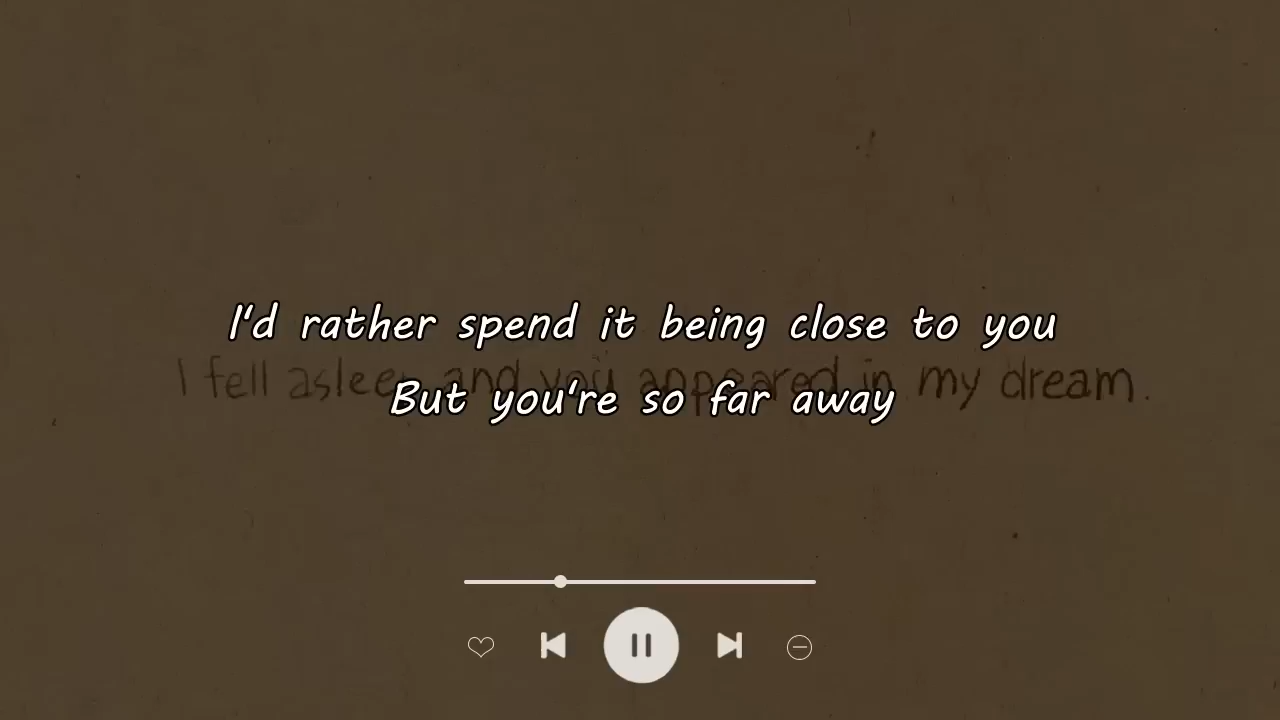 I'd rather spend it being close to you
I fell asleep and you appeared in my dream.
But you're so far away